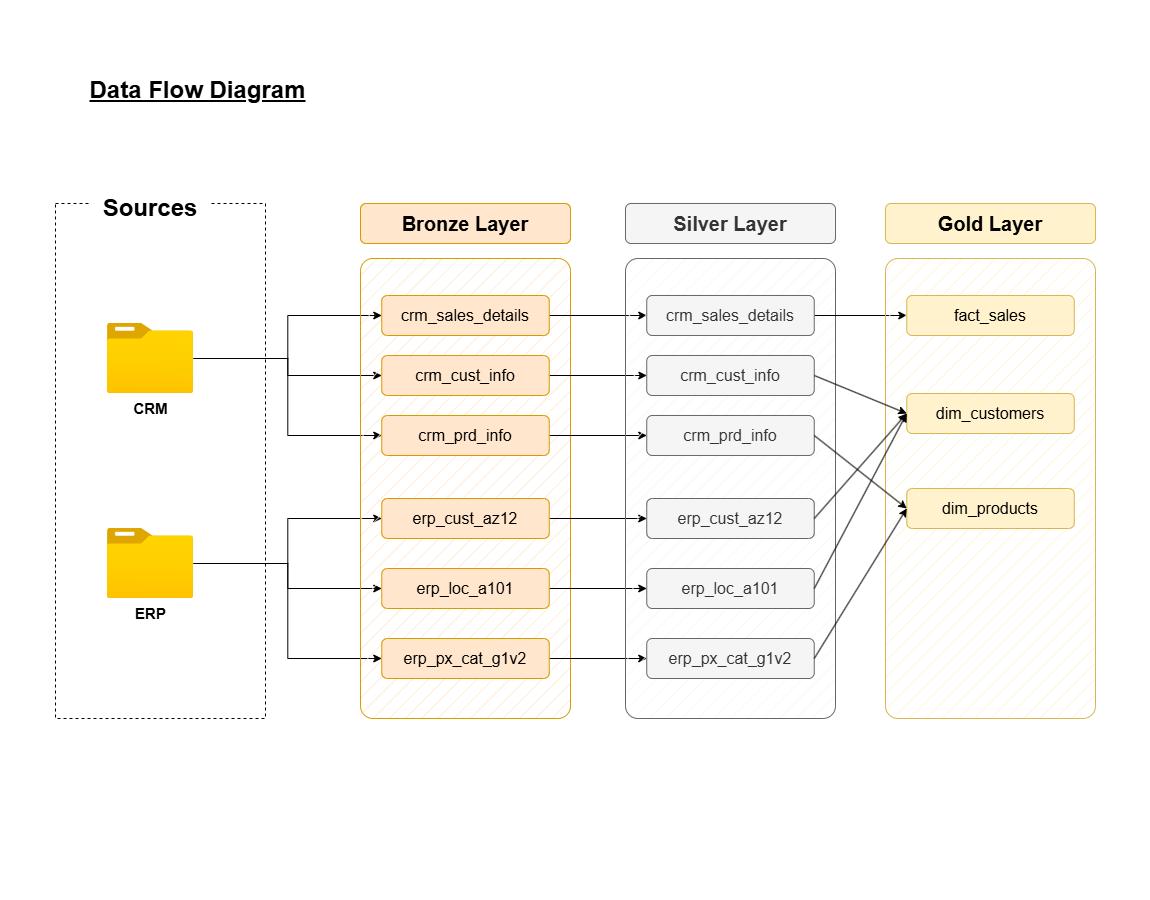 Data Flow Diagram
Sources
Bronze Layer
Silver Layer
Gold Layer
CRM
ERP
crm_sales_details
crm_cust_info
crm_prd_info
erp_cust_az12
erp_loc_a101
erp_px_cat_g1v2
crm_sales_details
crm_cust_info
crm_prd_info
erp_cust_az12
erp_loc_a101
erp_px_cat_g1v2
fact_sales
dim_customers
dim_products